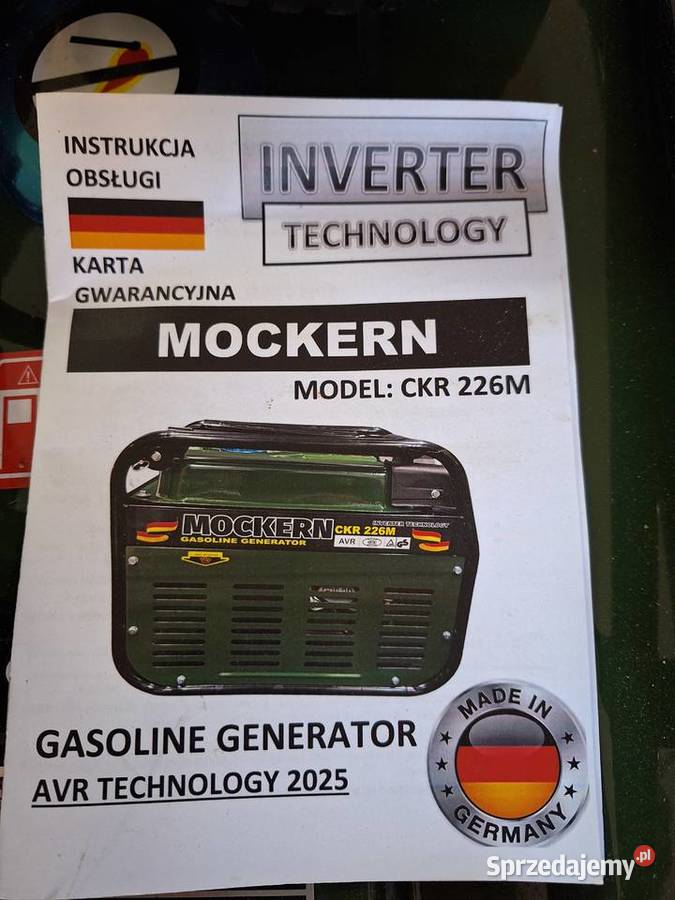 INSTRUKCJA
OBSŁUGI
INVERTER
TECHNOLOGY
KARTA
GWARANCYJNA
MOCKERN
MODEL: CKR 226M
INVERTER TECHNOLOGY
MOCKERN CKR 226M
GASOLINE GENERATOR
AVR
GS
MADE IN
GERMANY
GASOLINE GENERATOR
AVR TECHNOLOGY 2025
Sprzedajemy.pl